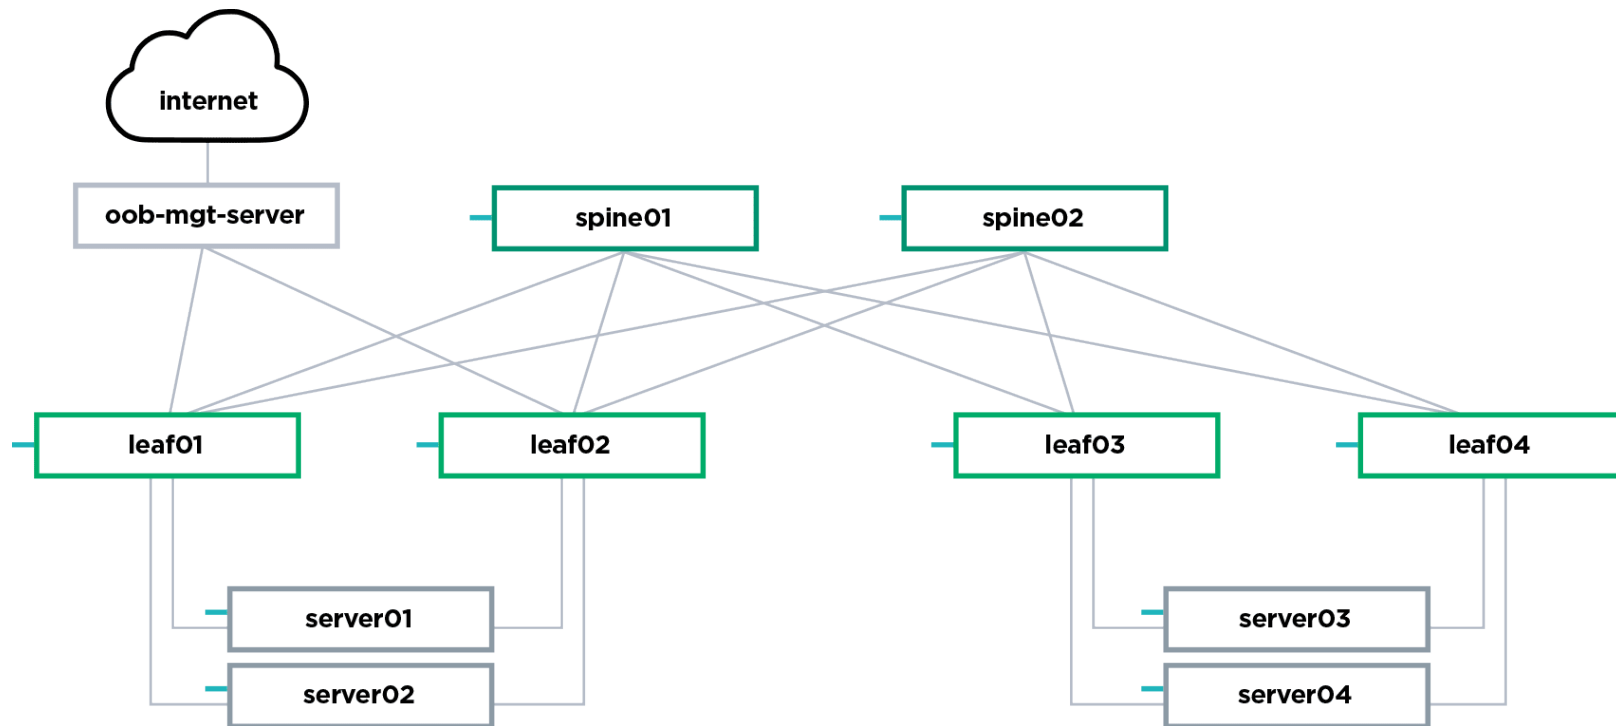 internet
oob-mgt-server
spine01
spine02
leaf01
leaf02
leaf03
leaf04
server01
server03
server02
server04